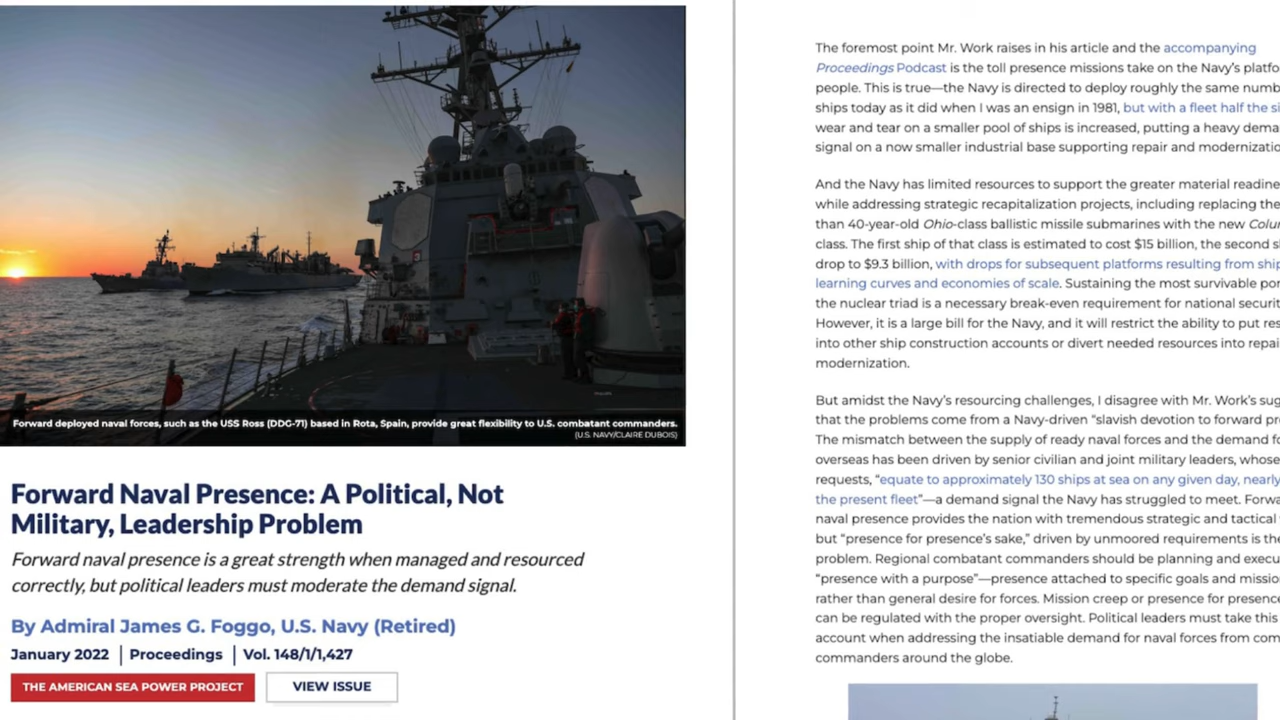 Forward deployed naval forces, such as the USS Ross (DDG-71) based in Rota, Spain, provide great flexibility to U.S. combatant commanders.
(U.S. NAVY/CLAIRE DUBOIS)
Forward Naval Presence: A Political, Not
Military, Leadership Problem
Forward naval presence is a great strength when managed and resourced
correctly, but political leaders must moderate the demand signal.
By Admiral James G. Foggo, U.S. Navy (Retired)
January 2022 | Proceedings | Vol. 148/1/1,427
THE AMERICAN SEA POWER PROJECT
VIEW ISSUE
The foremost point Mr. Work raises in his article and the accompanying
Proceedings Podcast is the toll presence missions take on the Navy's platfo
people. This is true—the Navy is directed to deploy roughly the same numb
ships today as it did when I was an ensign in 1981, but with a fleet half the si
wear and tear on a smaller pool of ships is increased, putting a heavy dema
signal on a now smaller industrial base supporting repair and modernizatio
And the Navy has limited resources to support the greater material readine
while addressing strategic recapitalization projects, including replacing the
than 40-year-old Ohio-class ballistic missile submarines with the new Colu
class. The first ship of that class is estimated to cost $15 billion, the second s
drop to $9.3 billion, with drops for subsequent platforms resulting from ship
learning curves and economies of scale. Sustaining the most survivable por
the nuclear triad is a necessary break-even requirement for national securit
However, it is a large bill for the Navy, and it will restrict the ability to put res
into other ship construction accounts or divert needed resources into repai
modernization.
But amidst the Navy's resourcing challenges, I disagree with Mr. Work's sug
that the problems come from a Navy-driven "slavish devotion to forward pr
The mismatch between the supply of ready naval forces and the demand fo
overseas has been driven by senior civilian and joint military leaders, whose
requests, "equate to approximately 130 ships at sea on any given day, nearly
the present fleet"—a demand signal the Navy has struggled to meet. Forwa
naval presence provides the nation with tremendous strategic and tactical
but "presence for presence's sake," driven by unmoored requirements is the
problem. Regional combatant commanders should be planning and execu
"presence with a purpose"—presence attached to specific goals and mission
rather than general desire for forces. Mission creep or presence for presence
can be regulated with the proper oversight. Political leaders must take this
account when addressing the insatiable demand for naval forces from com
commanders around the globe.